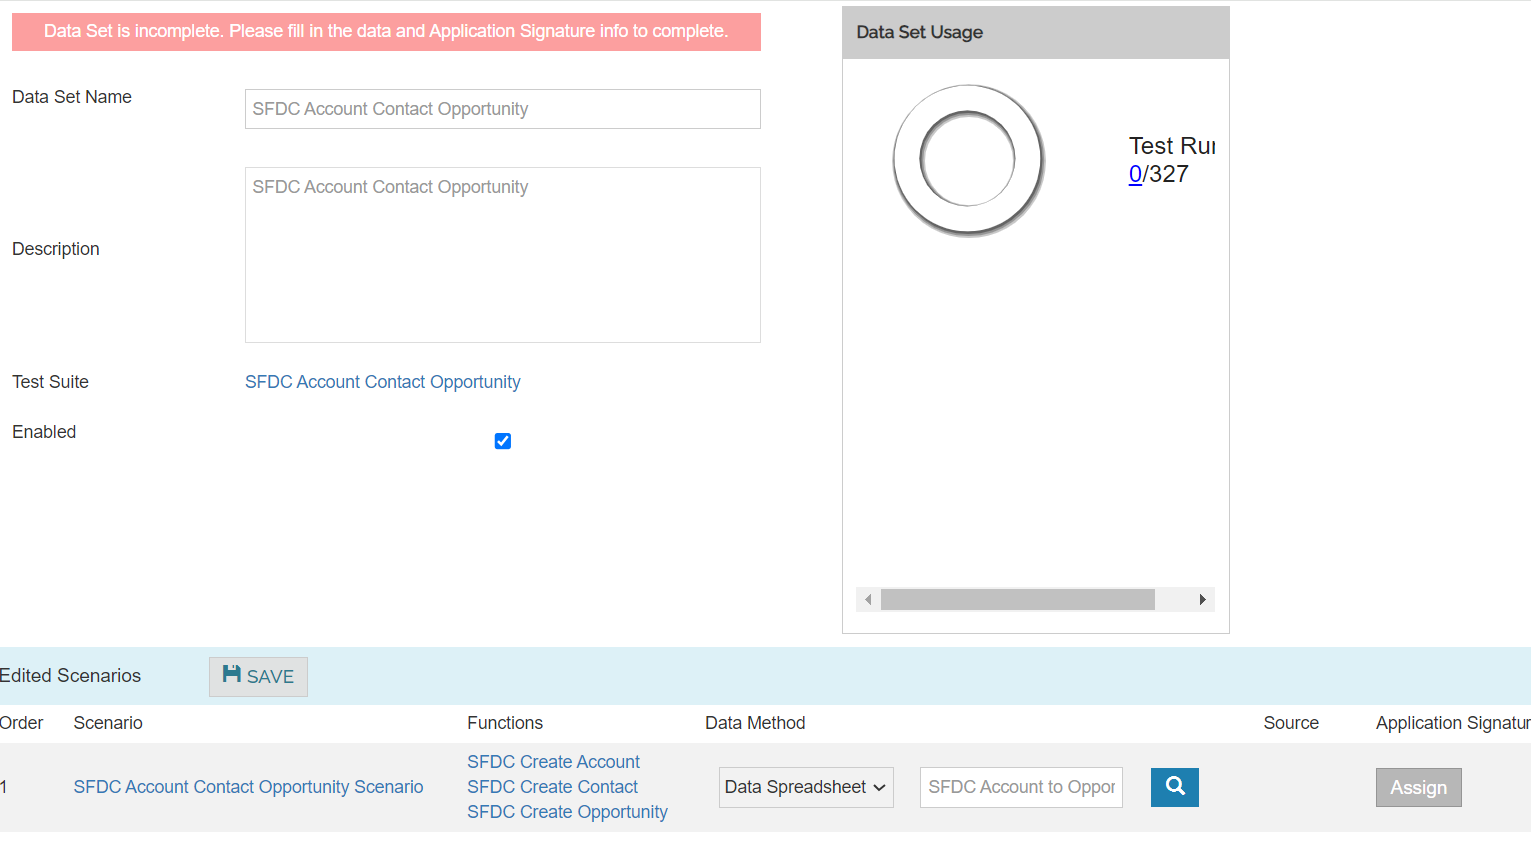 Data Set is incomplete. Please fill in the data and Application Signature info to complete.
Data Set Name
SFDC Account Contact Opportunity
Description
SFDC Account Contact Opportunity
Test Suite
SFDC Account Contact Opportunity
Enabled
Data Set Usage
Test Rur
0/327
Edited Scenarios
SAVE
Order Scenario Functions Data Method Source Application Signatur
1 SFDC Account Contact Opportunity Scenario
SFDC Create Account
SFDC Create Contact
SFDC Create Opportunity
Data Spreadsheet
SFDC Account to Oppor
Assign